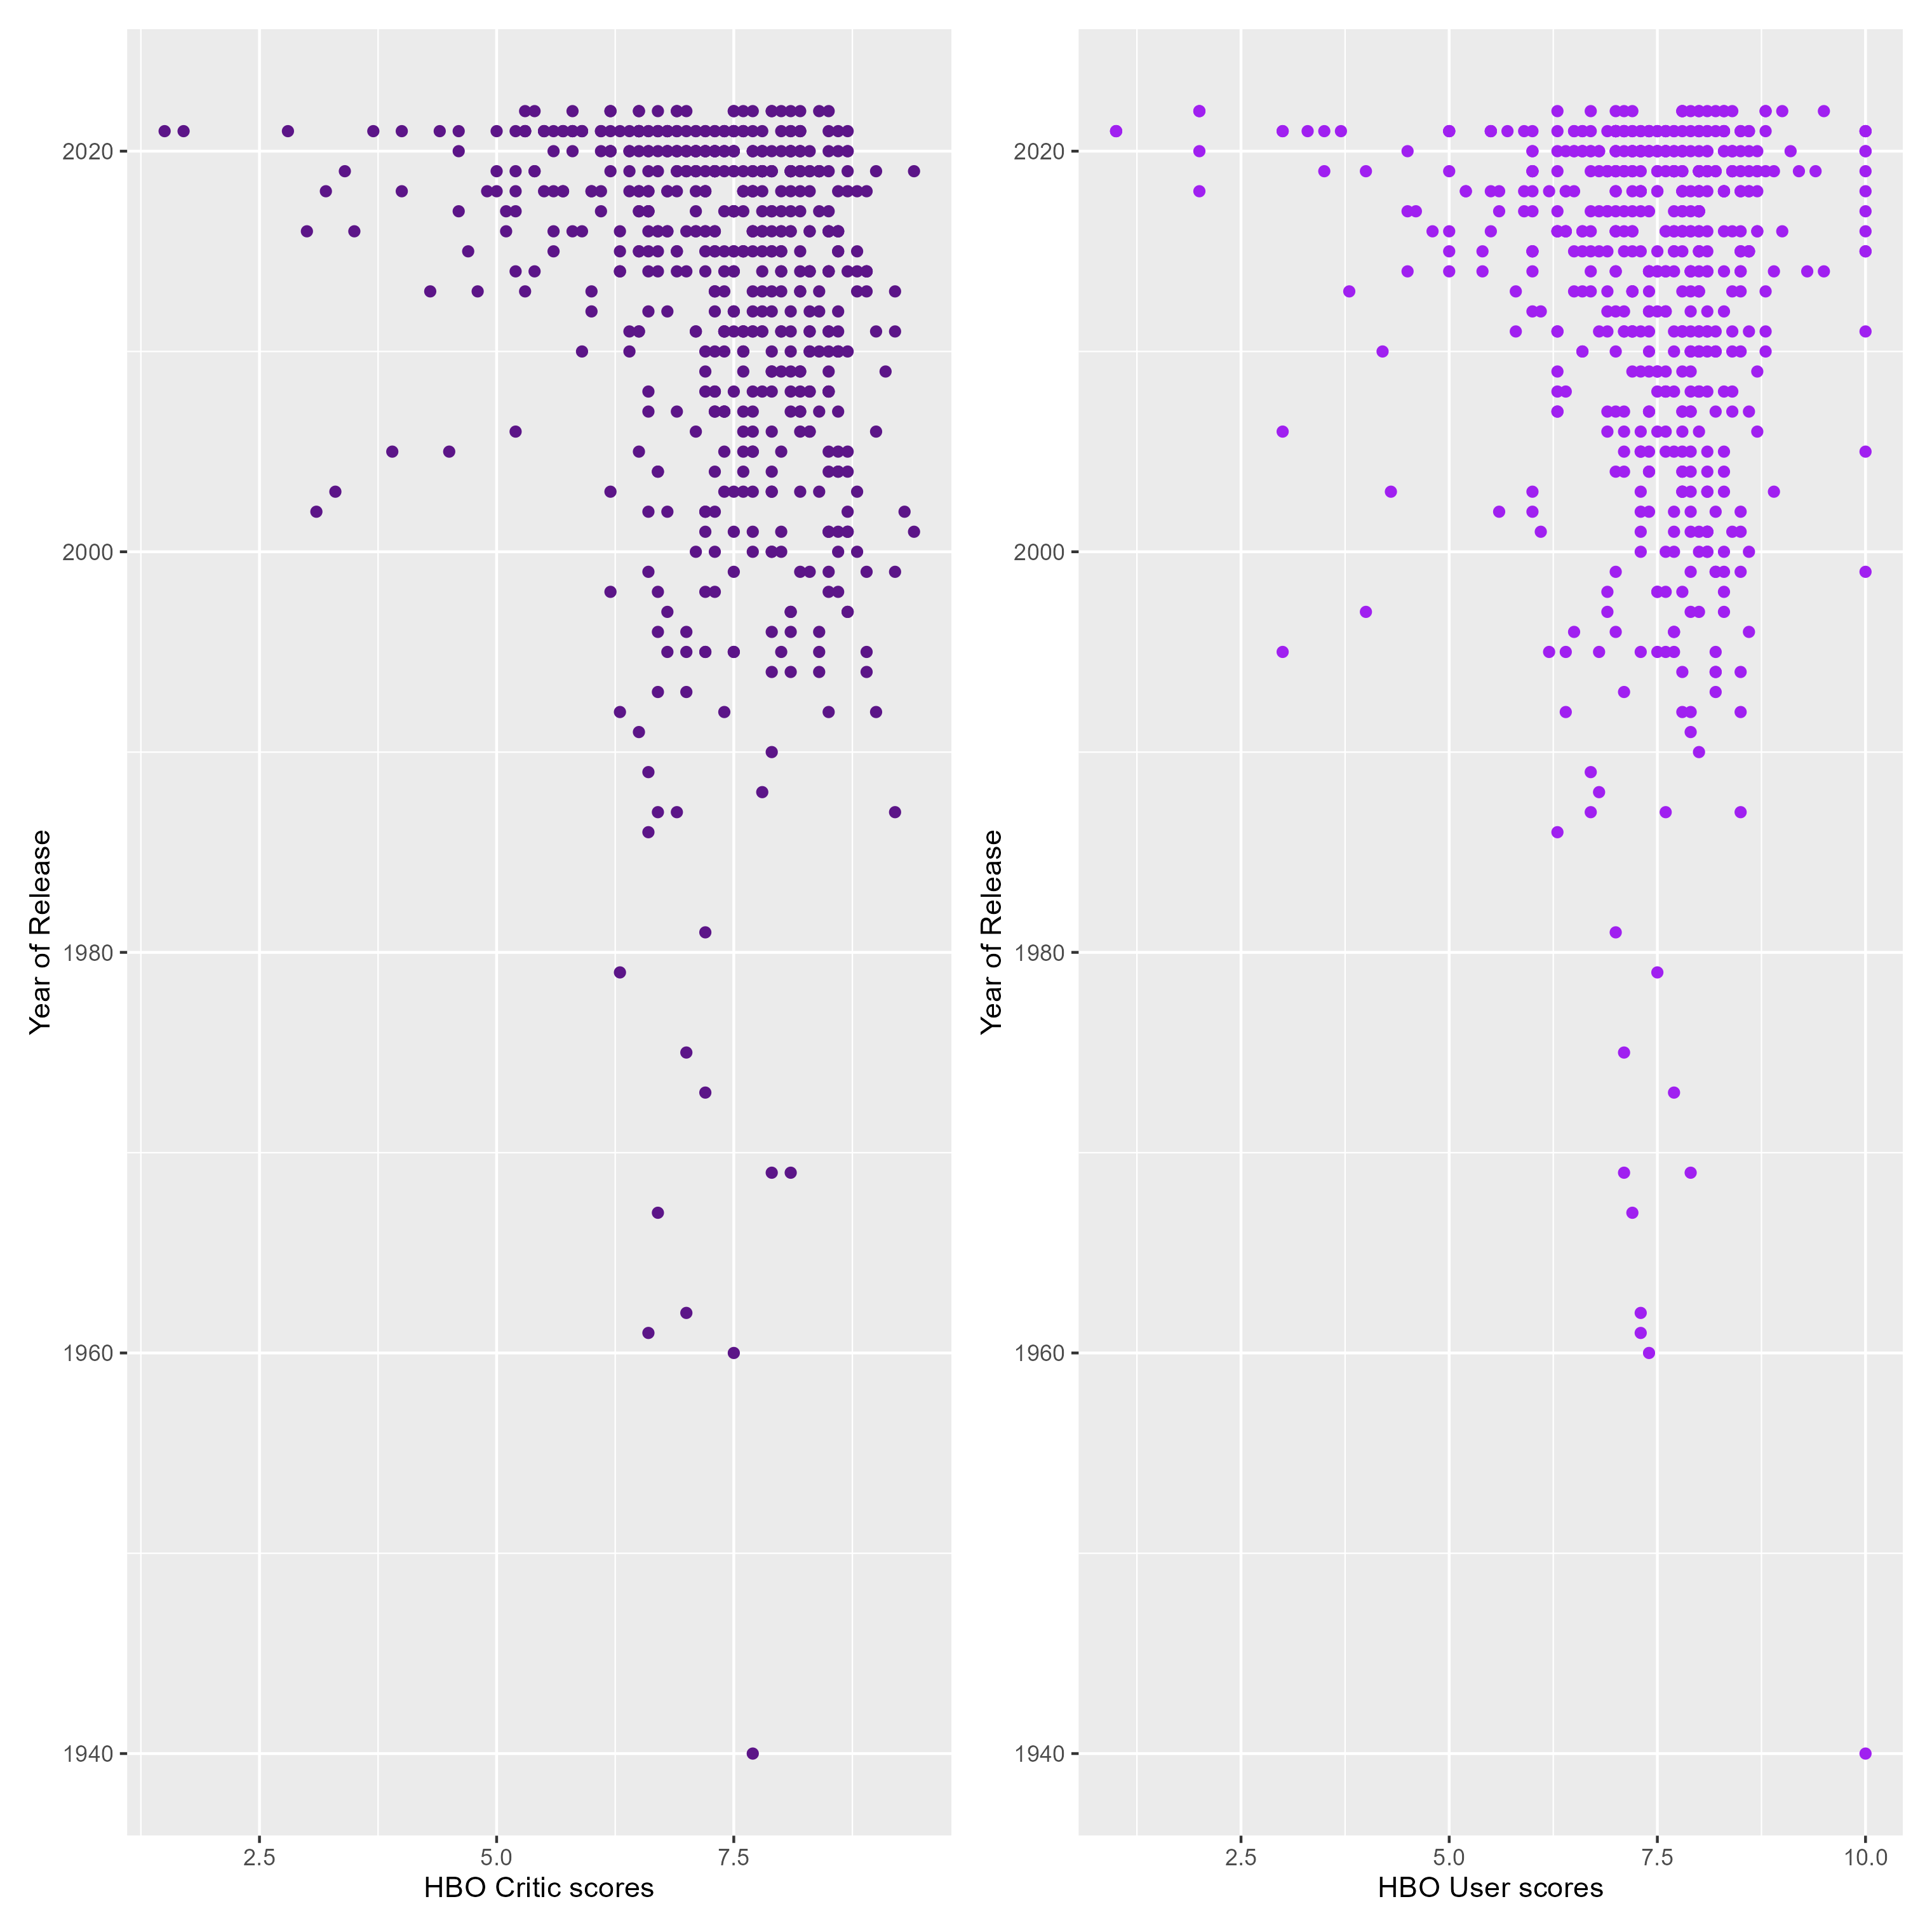 Year of Release
2020
2000
1980
1960
1940
2.5 5.0 7.5
HBO Critic scores
Year of Release
2020
2000
1980
1960
1940
2.5 5.0 7.5 10.0
HBO User scores